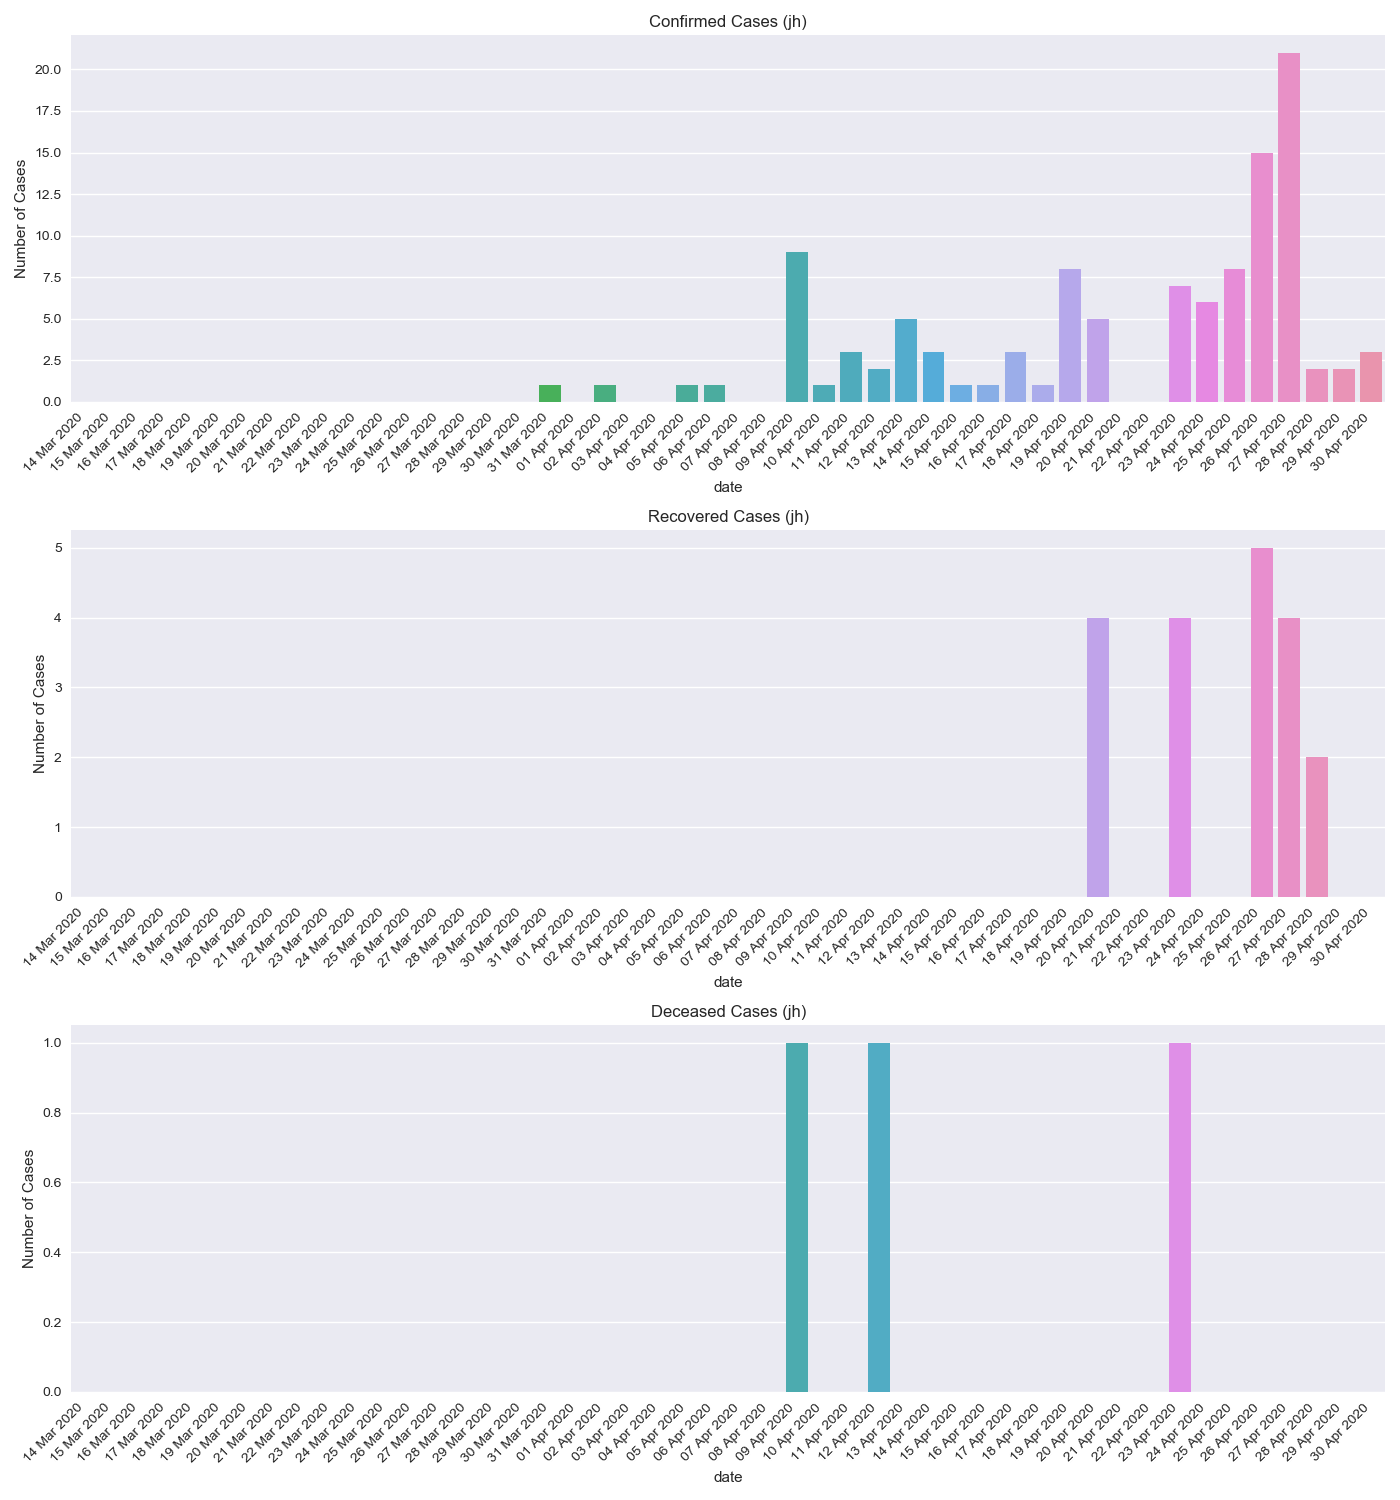 Confirmed Cases (jh)
20.0
17.5
15.0
12.5
10.0
7.5
5.0
2.5
0.0
Number of Cases
14 Mar 2020
15 Mar 2020
16 Mar 2020
17 Mar 2020
18 Mar 2020
19 Mar 2020
20 Mar 2020
21 Mar 2020
22 Mar 2020
23 Mar 2020
24 Mar 2020
25 Mar 2020
26 Mar 2020
27 Mar 2020
28 Mar 2020
29 Mar 2020
30 Mar 2020
31 Mar 2020
01 Apr 2020
02 Apr 2020
03 Apr 2020
04 Apr 2020
05 Apr 2020
06 Apr 2020
07 Apr 2020
08 Apr 2020
09 Apr 2020
10 Apr 2020
11 Apr 2020
12 Apr 2020
13 Apr 2020
14 Apr 2020
15 Apr 2020
16 Apr 2020
17 Apr 2020
18 Apr 2020
19 Apr 2020
20 Apr 2020
21 Apr 2020
22 Apr 2020
23 Apr 2020
24 Apr 2020
25 Apr 2020
26 Apr 2020
27 Apr 2020
28 Apr 2020
29 Apr 2020
30 Apr 2020
date
Recovered Cases (jh)
5
4
3
2
1
0
Number of Cases
14 Mar 2020
15 Mar 2020
16 Mar 2020
17 Mar 2020
18 Mar 2020
19 Mar 2020
20 Mar 2020
21 Mar 2020
22 Mar 2020
23 Mar 2020
24 Mar 2020
25 Mar 2020
26 Mar 2020
27 Mar 2020
28 Mar 2020
29 Mar 2020
30 Mar 2020
31 Mar 2020
01 Apr 2020
02 Apr 2020
03 Apr 2020
04 Apr 2020
05 Apr 2020
06 Apr 2020
07 Apr 2020
08 Apr 2020
09 Apr 2020
10 Apr 2020
11 Apr 2020
12 Apr 2020
13 Apr 2020
14 Apr 2020
15 Apr 2020
16 Apr 2020
17 Apr 2020
18 Apr 2020
19 Apr 2020
20 Apr 2020
21 Apr 2020
22 Apr 2020
23 Apr 2020
24 Apr 2020
25 Apr 2020
26 Apr 2020
27 Apr 2020
28 Apr 2020
29 Apr 2020
30 Apr 2020
date
Deceased Cases (jh)
1.0
0.8
0.6
0.4
0.2
0.0
Number of Cases
14 Mar 2020
15 Mar 2020
16 Mar 2020
17 Mar 2020
18 Mar 2020
19 Mar 2020
20 Mar 2020
21 Mar 2020
22 Mar 2020
23 Mar 2020
24 Mar 2020
25 Mar 2020
26 Mar 2020
27 Mar 2020
28 Mar 2020
29 Mar 2020
30 Mar 2020
31 Mar 2020
01 Apr 2020
02 Apr 2020
03 Apr 2020
04 Apr 2020
05 Apr 2020
06 Apr 2020
07 Apr 2020
08 Apr 2020
09 Apr 2020
10 Apr 2020
11 Apr 2020
12 Apr 2020
13 Apr 2020
14 Apr 2020
15 Apr 2020
16 Apr 2020
17 Apr 2020
18 Apr 2020
19 Apr 2020
20 Apr 2020
21 Apr 2020
22 Apr 2020
23 Apr 2020
24 Apr 2020
25 Apr 2020
26 Apr 2020
27 Apr 2020
28 Apr 2020
29 Apr 2020
30 Apr 2020
date